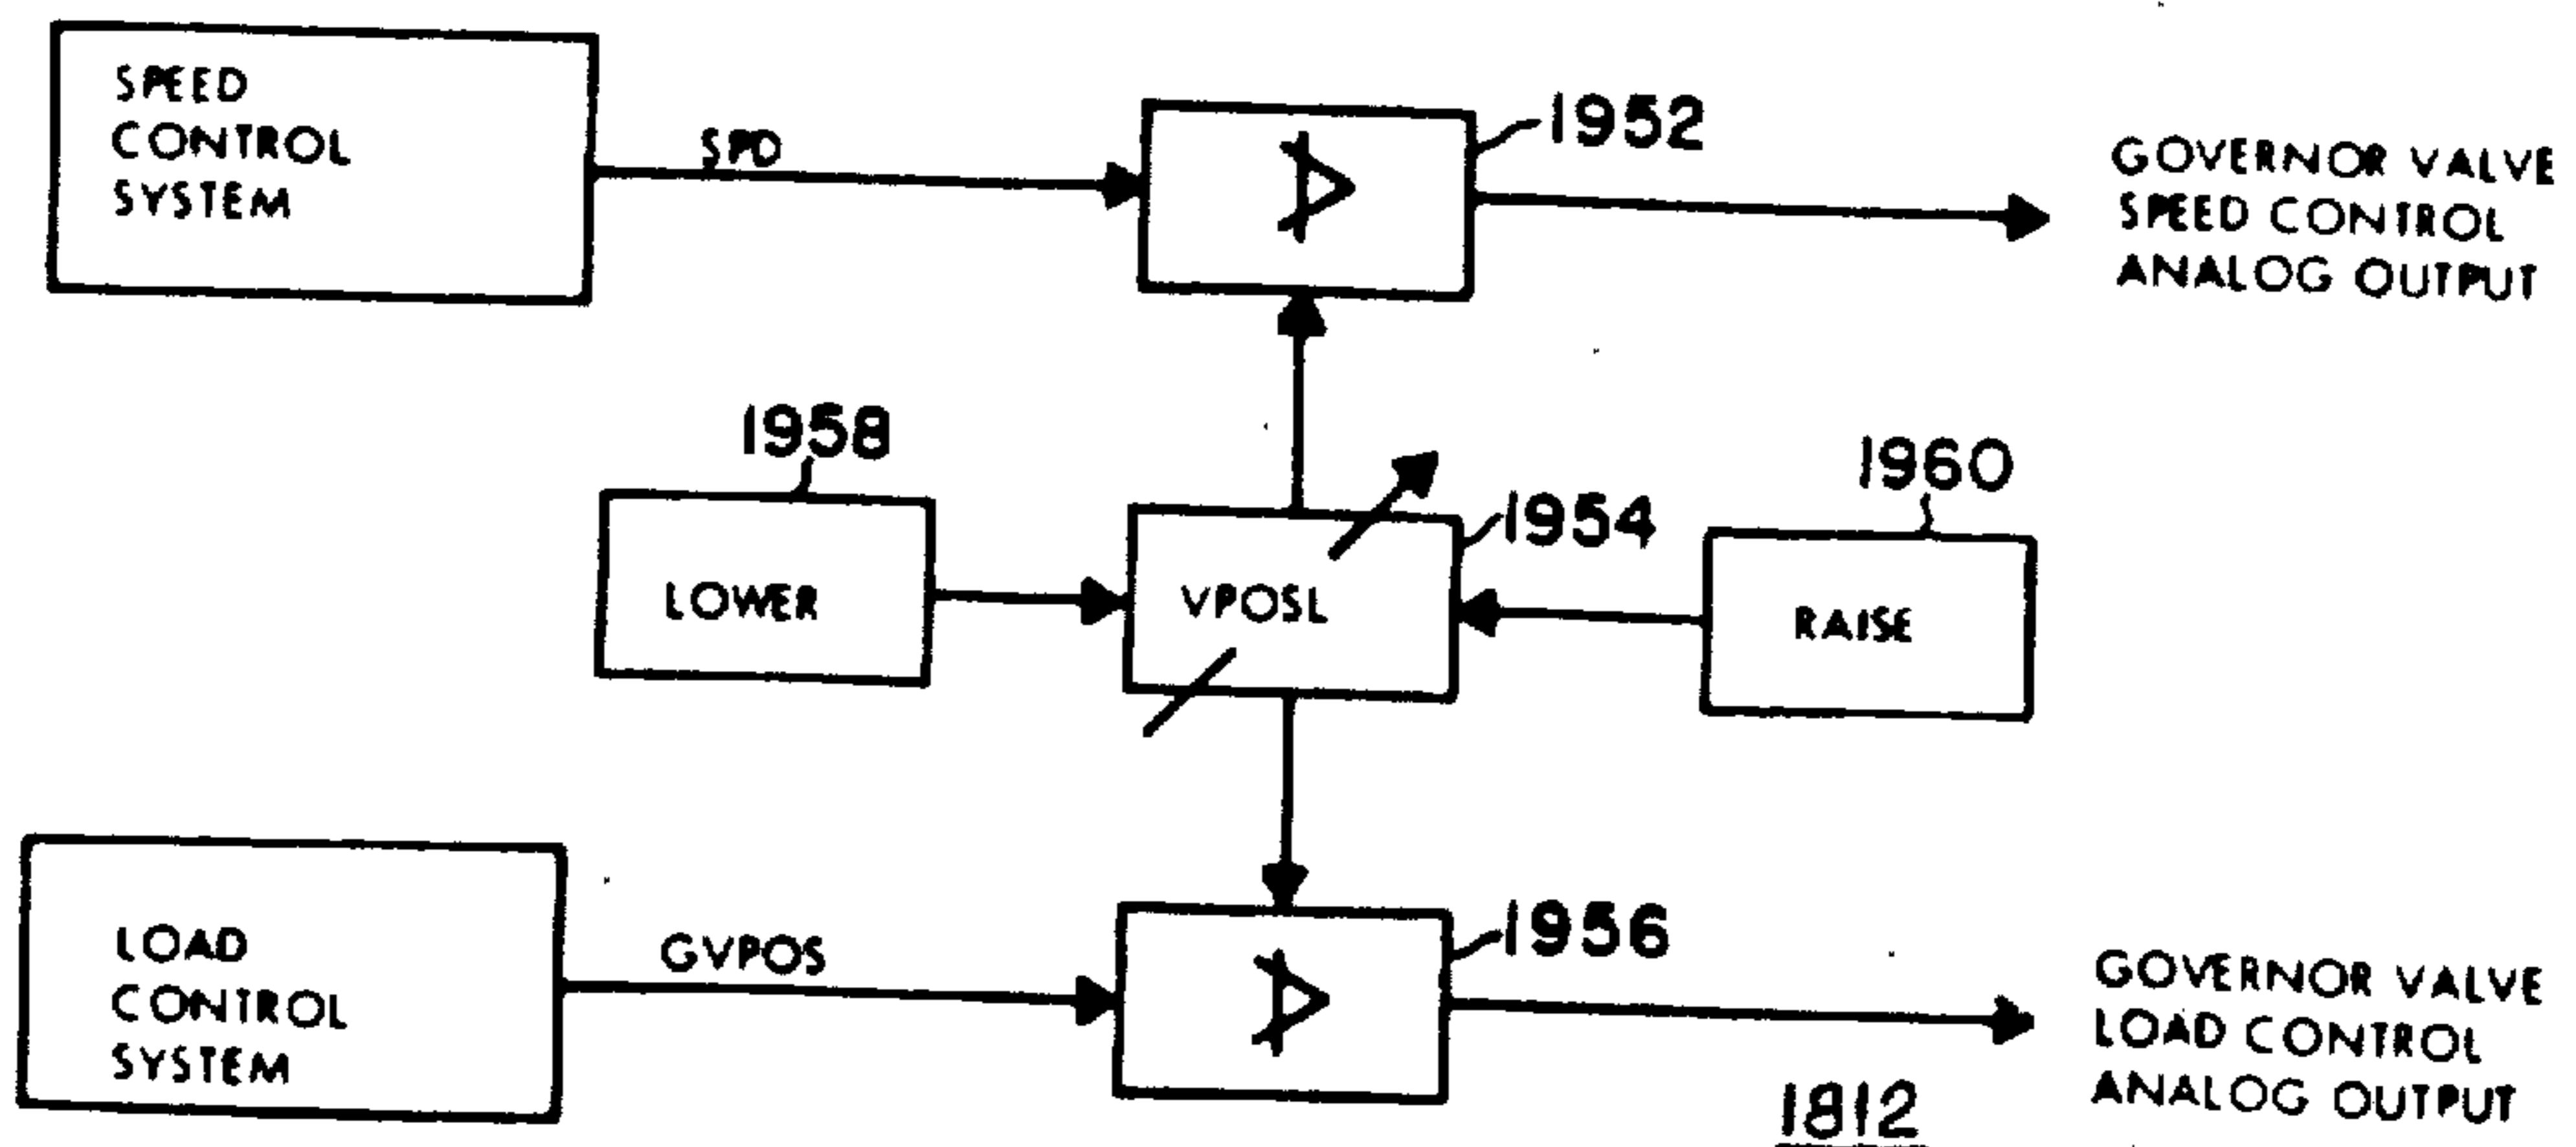 SPEED
CONTROL
SYSTEM
SPD
1952
GOVERNOR VALVE
SPEED CONTROL
ANALOG OUTPUT
1958
LOWER
VPOSL
1954
1960
RAISE
LOAD
CONTROL
SYSTEM
GVPOS
1956
GOVERNOR VALVE
LOAD CONTROL
ANALOG OUTPUT
1812